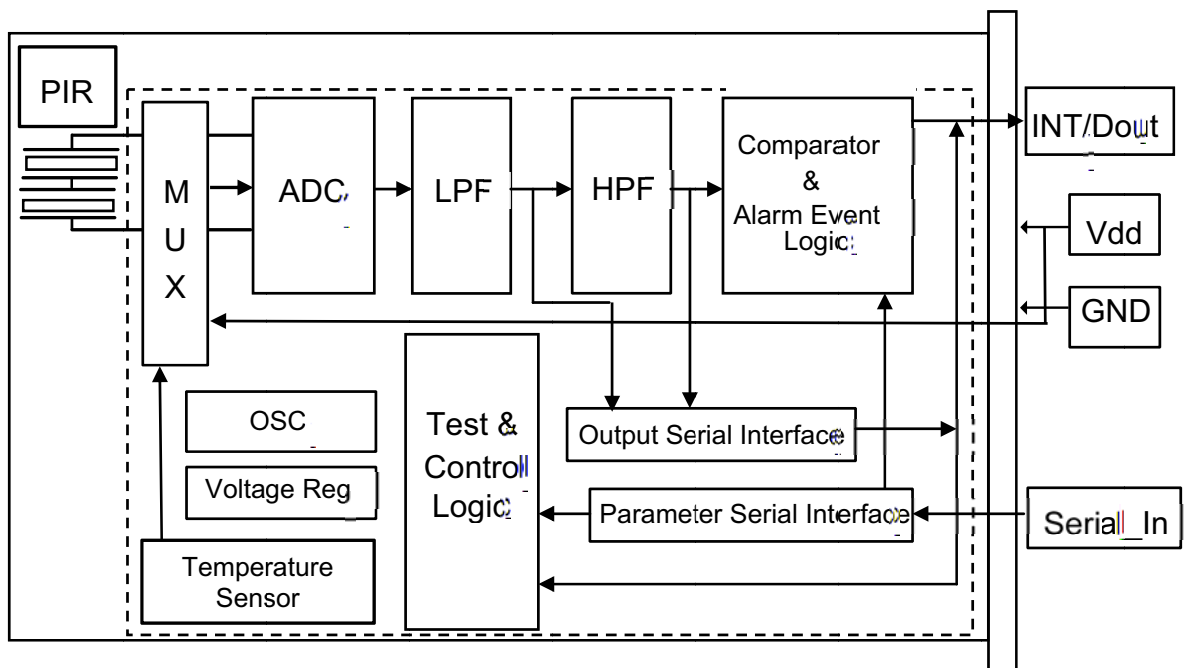 PIR
M
U
X
ADC
LPF
HPF
Comparator
&
Alarm Event
Logic
INT/Dout
Vdd
GND
OSC
Voltage Reg
Temperature
Sensor
Test &
Control
Logic
Output Serial Interface
Parameter Serial Interface
Serial_In